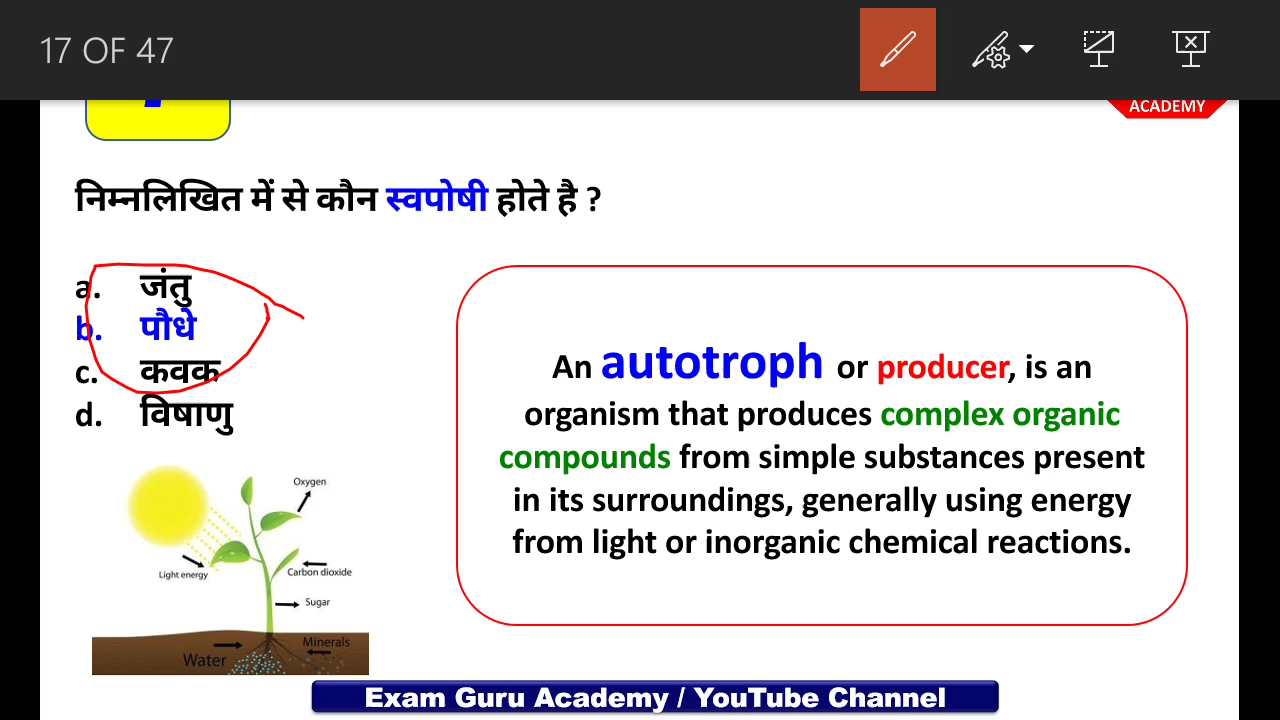 17 OF 47
ACADEMY
निम्नलिखित में से कौन स्वपोषी होते है ?
a. जंतु
b. पौधे
c. कवक
d. विषाणु
An autotroph or producer, is an
organism that produces complex organic
compounds from simple substances present
in its surroundings, generally using energy
from light or inorganic chemical reactions.
Oxygen
Light energy
Carbon dioxide
Sugar
Minerals
Water
Exam Guru Academy / YouTube Channel